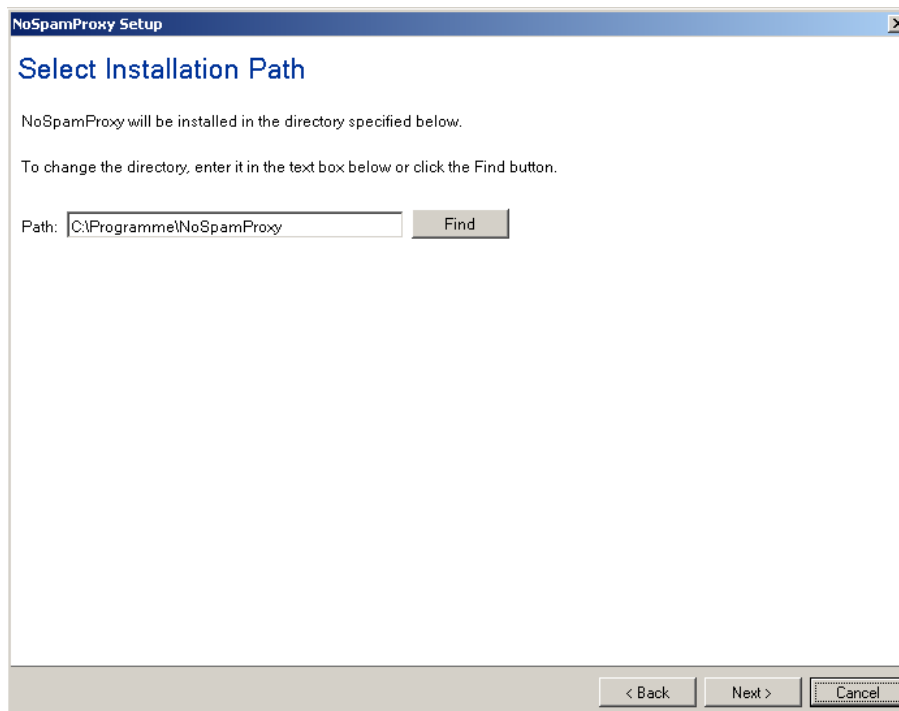 NoSpamProxy Setup
Select Installation Path
NoSpamProxy will be installed in the directory specified below.
To change the directory, enter it in the text box below or click the Find button.
Path: C:\Programme\NoSpamProxy Find
< Back Next > Cancel